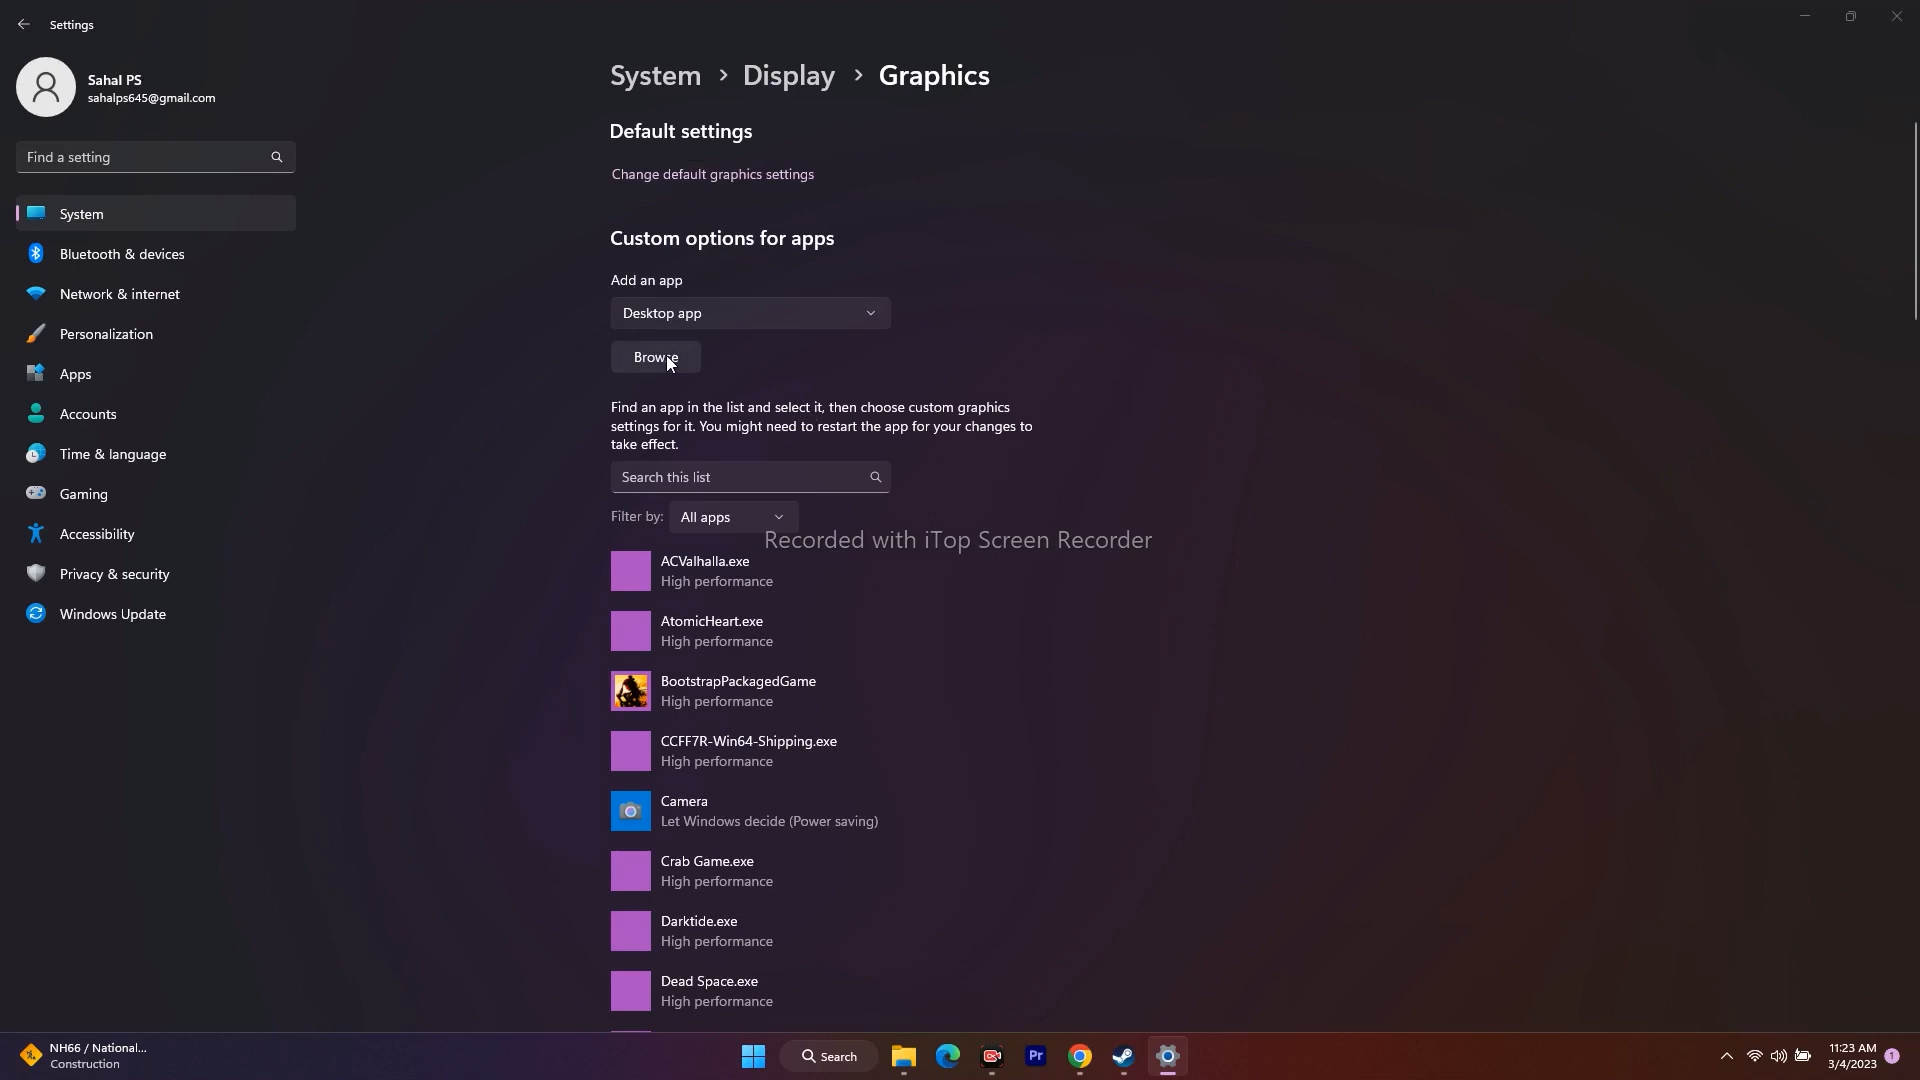 Settings
Sahal PS
sahalps645@gmail.com
Find a setting
System
Bluetooth & devices
Network & internet
Personalization
Apps
Accounts
Time & language
Gaming
Accessibility
Privacy & security
Windows Update
System > Display > Graphics
Default settings
Change default graphics settings
Custom options for apps
Add an app
Desktop app
Browse
Find an app in the list and select it, then choose custom graphics
settings for it. You might need to restart the app for your changes to
take effect.
Search this list
Filter by: All apps
Recorded with iTop Screen Recorder
ACValhalla.exe
High performance
AtomicHeart.exe
High performance
BootstrapPackagedGame
High performance
CCFF7R-Win64-Shipping.exe
High performance
Camera
Let Windows decide (Power saving)
Crab Game.exe
High performance
Darktide.exe
High performance
Dead Space.exe
High performance
NH66 / National...
Construction
Search
Pr
11:23 AM
3/4/2023
1